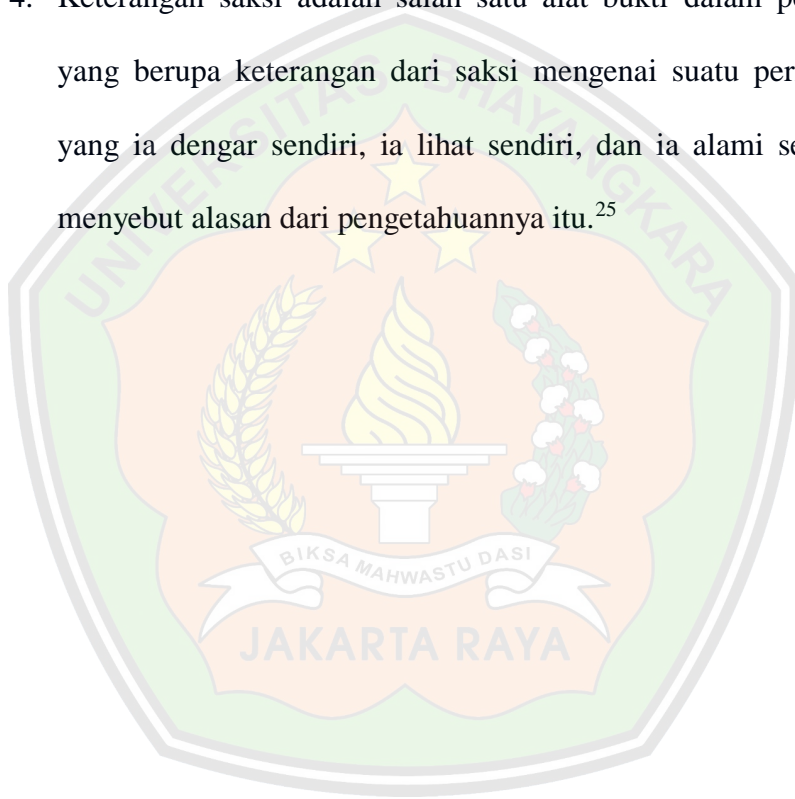 4. Keterangan saksi adalah salah satu alat bukti dalam
yang berupa keterangan dari saksi mengenai suatu
yang ia dengar sendiri, ia lihat sendiri, dan ia alami
menyebut alasan dari pengetahuannya itu.25
UNIVERSITAS BHAYANGKARA
BIKSA MAHWASTU DASI
JAKARTA RAYA